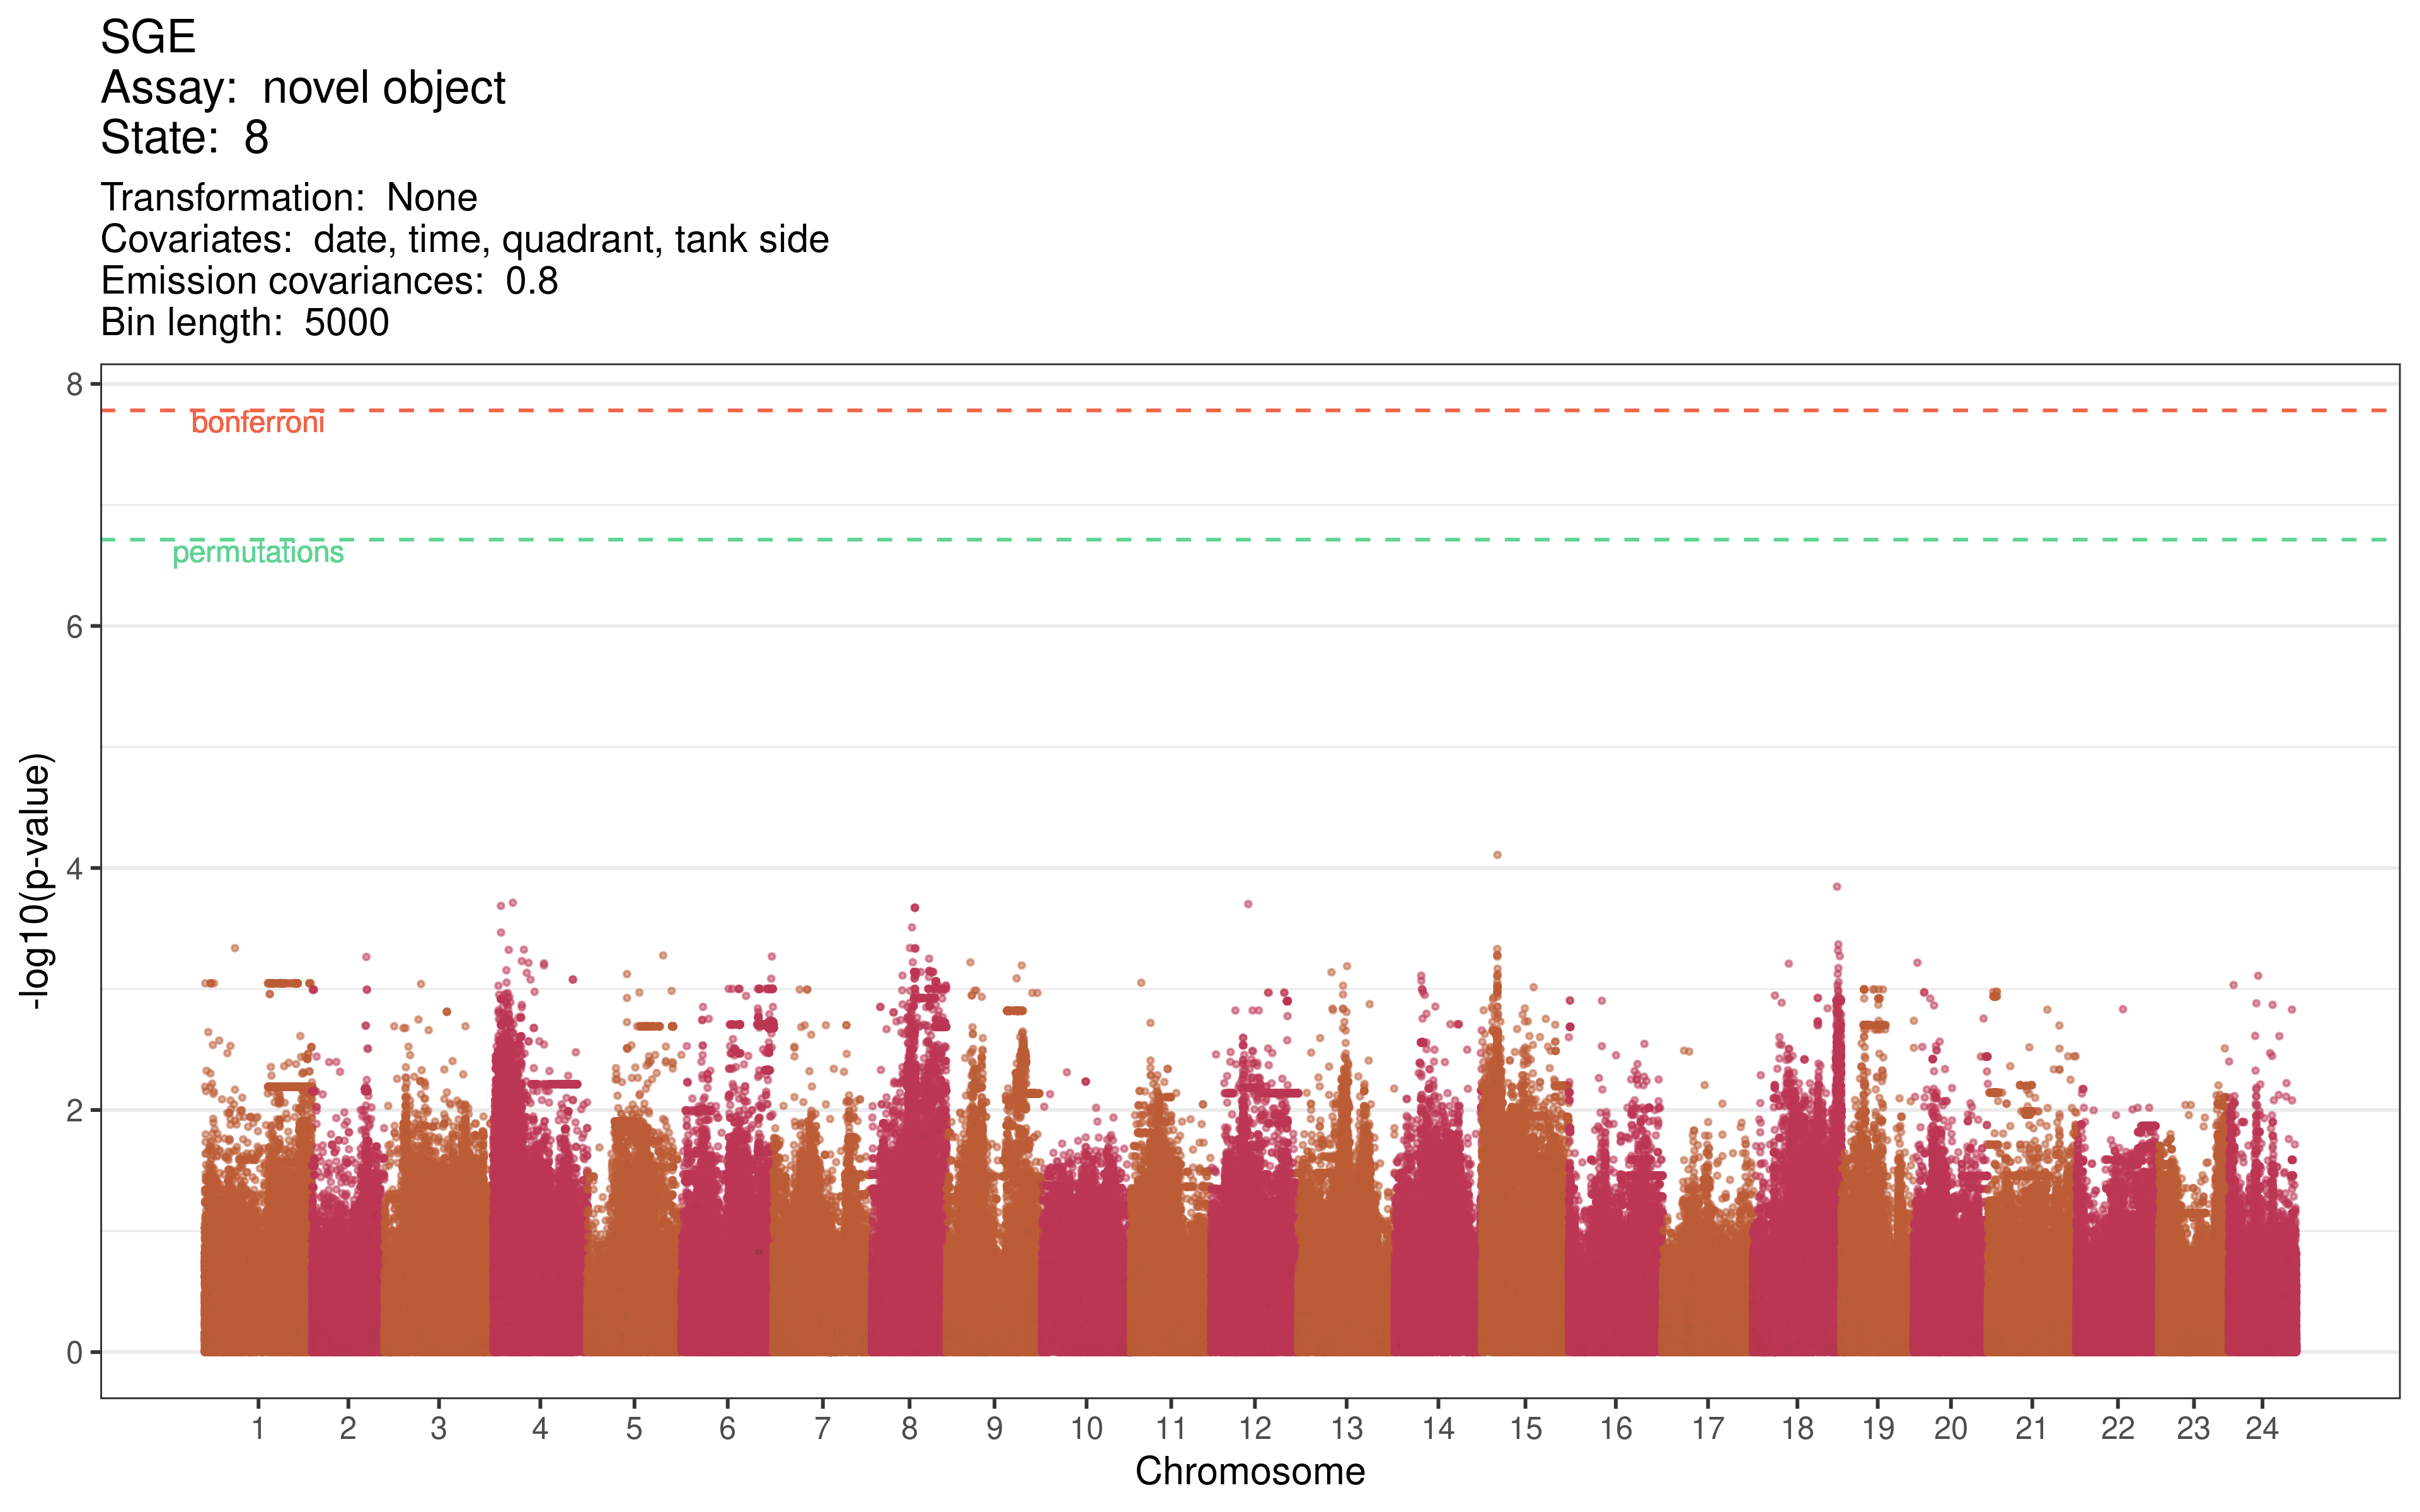 SGE
Assay: novel object
State: 8
Transformation: None
Covariates: date, time, quadrant, tank side
Emission covariances: 0.8
Bin length: 5000
8
bonferroni
permutations
6
4
2
0
-log10(p-value)
1 2 3 4 5 6 7 8 9 10 11 12 13 14 15 16 17 18 19 20 21 22 23 24
Chromosome